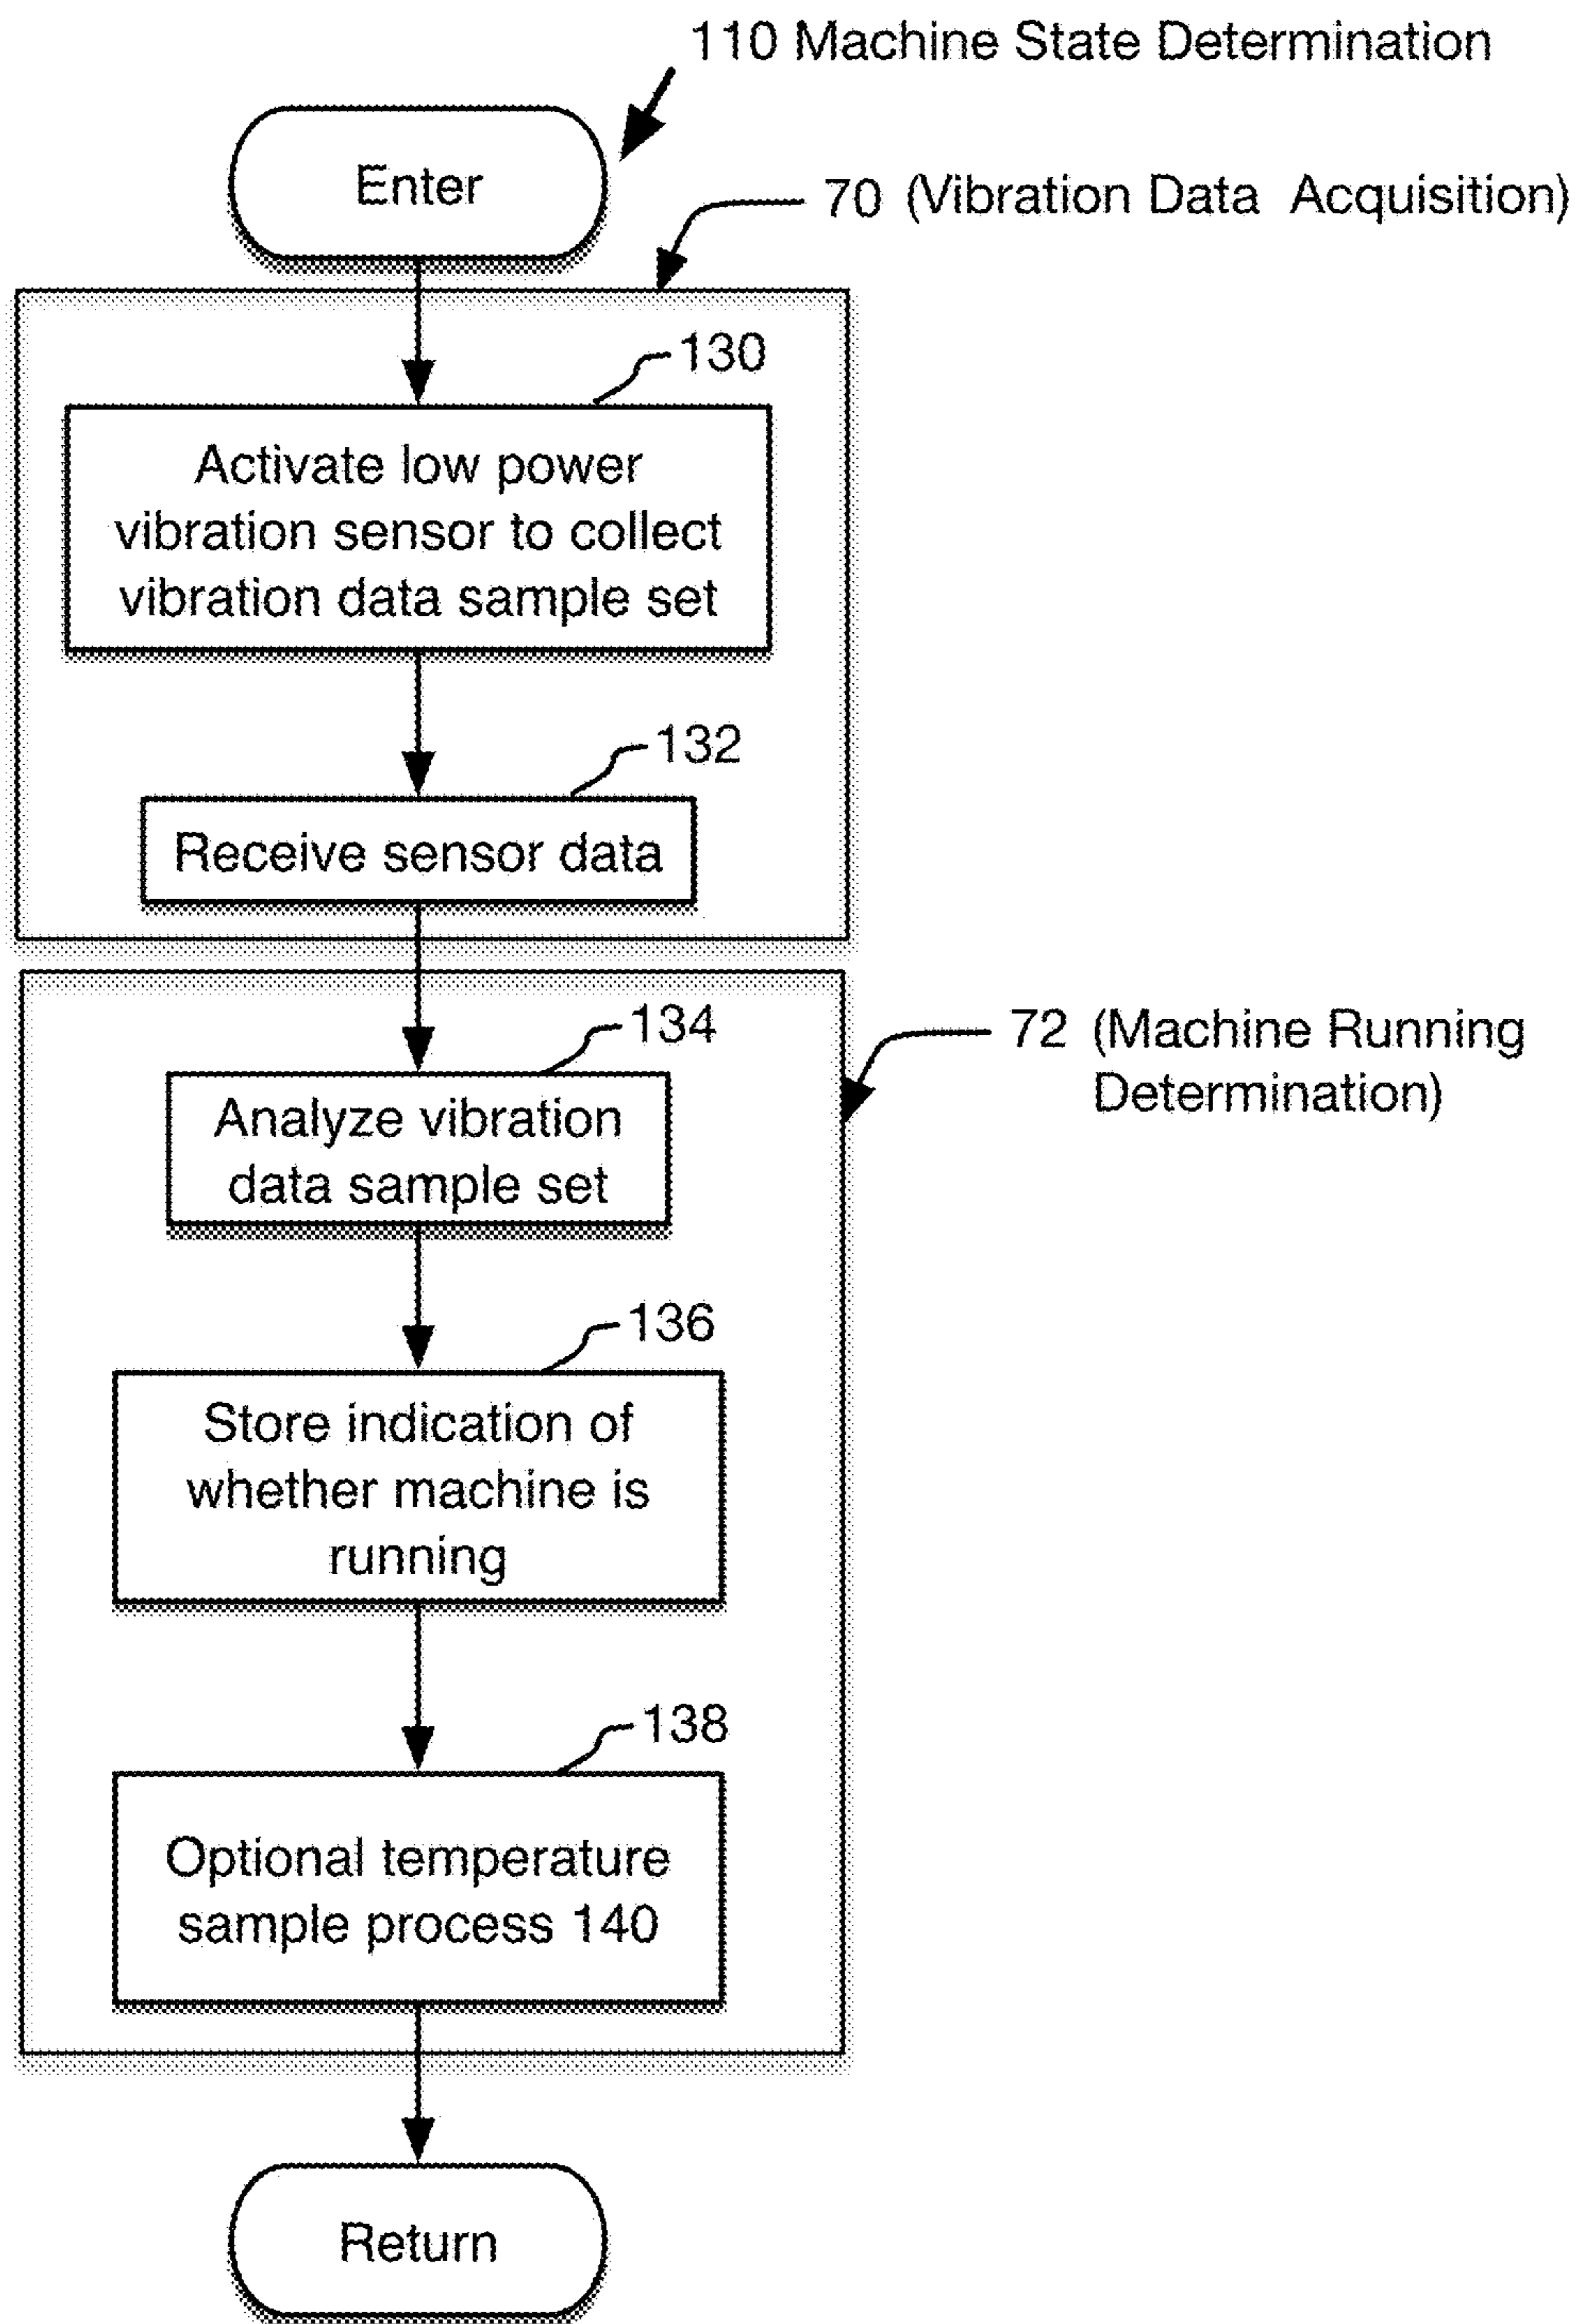 110 Machine State Determination
Enter
70 (Vibration Data Acquisition)
130
Activate low power
vibration sensor to collect
vibration data sample set
132
Receive sensor data
134
72 (Machine Running
Determination)
Analyze vibration
data sample set
136
Store indication of
whether machine is
running
138
Optional temperature
sample process 140
Return